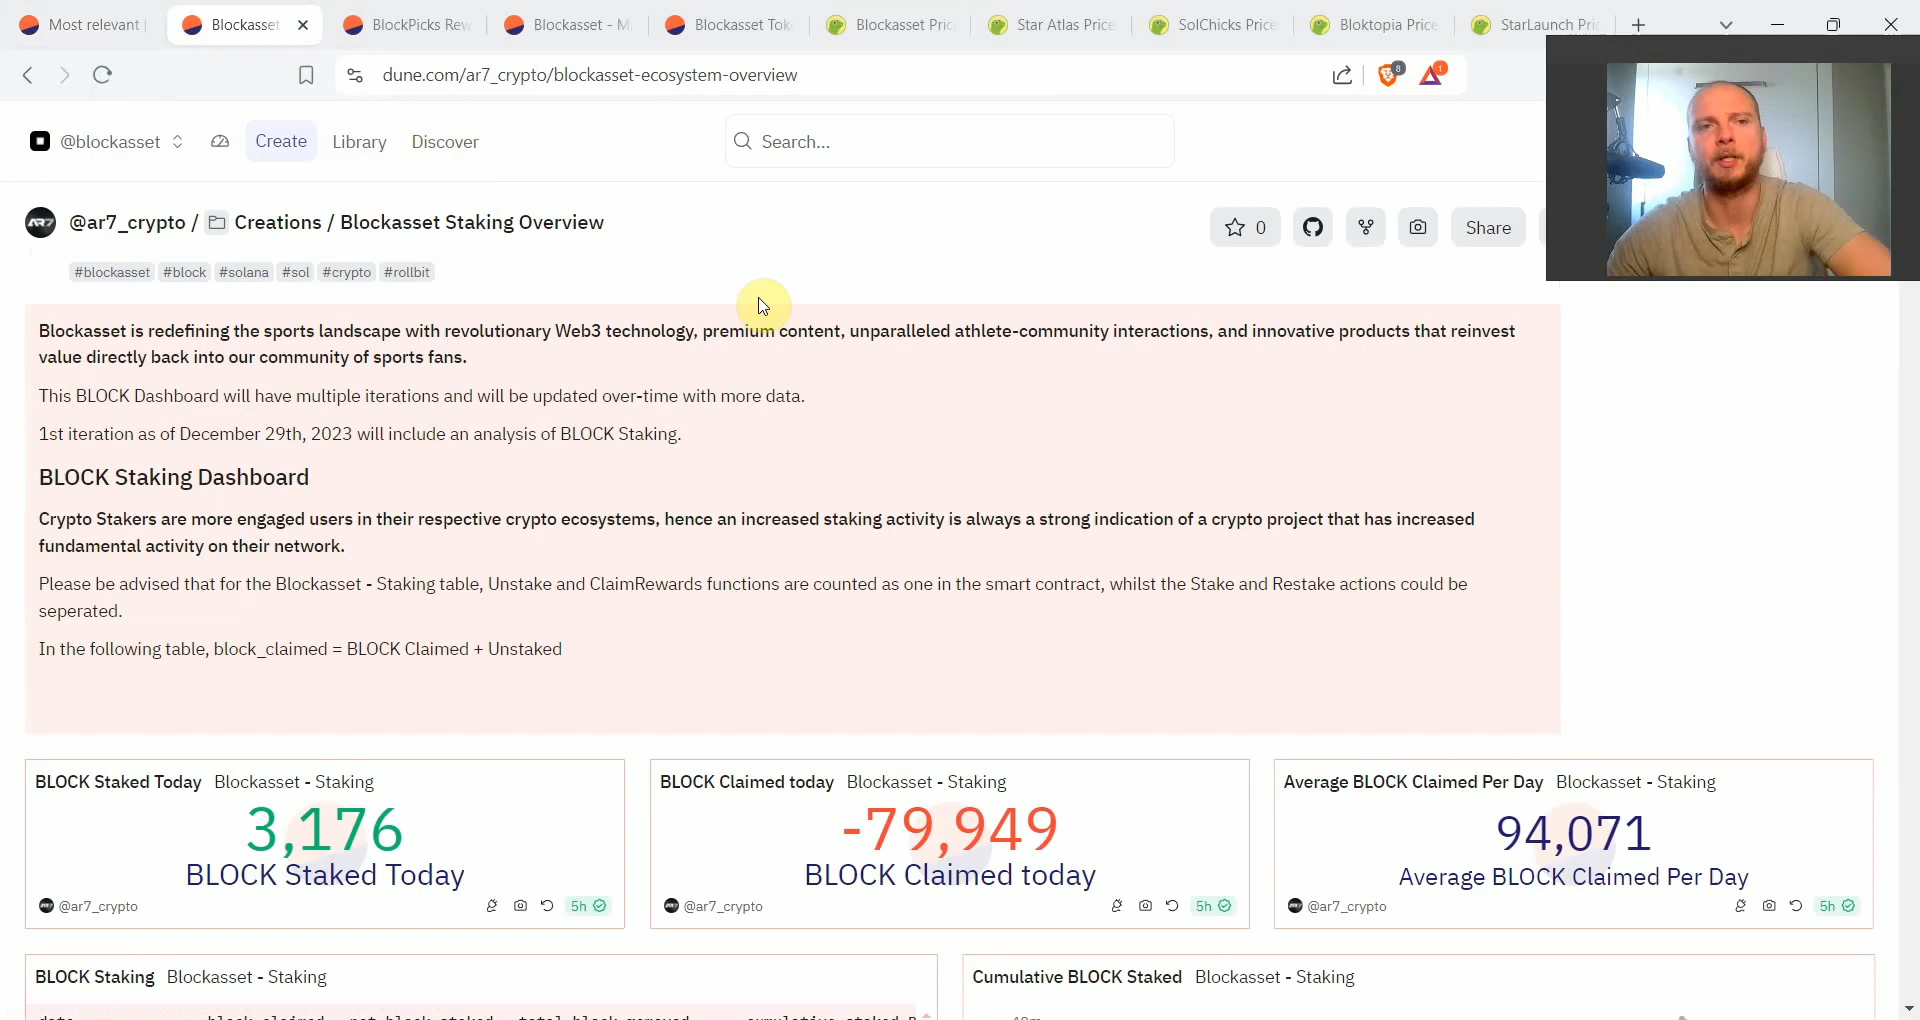 Most relevant
Blockasset
BlockPicks Rew
Blockasset - M
Blockasset Tok
Blockasset Pric
Star Atlas Price
SolChicks Price
Bloktopia Price
StarLaunch Pri
dune.com/ar7_crypto/blockasset-ecosystem-overview
8
1
@blockasset
Create
Library
Discover
Search...
AR7
@ar7_crypto / Creations / Blockasset Staking Overview
0
Share
#blockasset #block #solana #sol #crypto #rollbit
Blockasset is redefining the sports landscape with revolutionary Web3 technology, premium content, unparalleled athlete-community interactions, and innovative products that reinvest
value directly back into our community of sports fans.
This BLOCK Dashboard will have multiple iterations and will be updated over-time with more data.
1st iteration as of December 29th, 2023 will include an analysis of BLOCK Staking.
BLOCK Staking Dashboard
Crypto Stakers are more engaged users in their respective crypto ecosystems, hence an increased staking activity is always a strong indication of a crypto project that has increased
fundamental activity on their network.
Please be advised that for the Blockasset - Staking table, Unstake and ClaimRewards functions are counted as one in the smart contract, whilst the Stake and Restake actions could be
seperated.
In the following table, block_claimed = BLOCK Claimed + Unstaked
BLOCK Staked Today Blockasset - Staking
3,176
BLOCK Staked Today
@ar7_crypto
5h
BLOCK Claimed today Blockasset - Staking
-79,949
BLOCK Claimed today
@ar7_crypto
5h
Average BLOCK Claimed Per Day Blockasset - Staking
94,071
Average BLOCK Claimed Per Day
@ar7_crypto
5h
BLOCK Staking Blockasset - Staking
Cumulative BLOCK Staked Blockasset - Staking